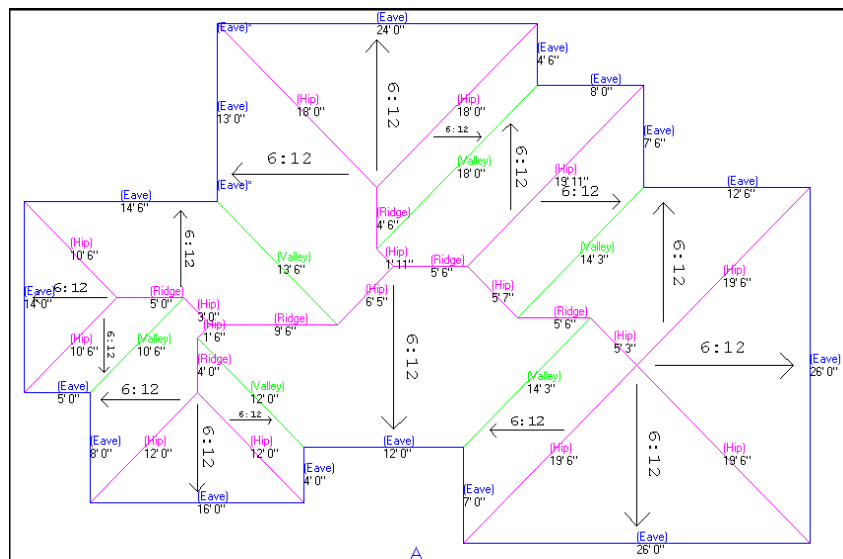 (Eave)*
(Eave)
24' 0"
(Eave)
4' 6"
(Eave)
8' 0"
(Hip)
18' 0"
(Hip)
18' 0"
6:12
(Eave)
13' 0"
6:12
(Eave)
7' 6"
(Valley)
18' 0"
6:12
6:12
(Hip)
19' 11"
6:12
(Eave)*
(Eave)
14' 6"
(Eave)
12' 6"
(Ridge)
4' 6"
6:12
(Hip)
10' 6"
(Valley)
13' 6"
(Hip)
1' 11"
(Ridge)
5' 6"
(Valley)
14' 3"
6:12
(Hip)
19' 6"
(Eave)
14' 0"
6:12
(Ridge)
5' 0"
(Hip)
3' 0"
(Hip)
6' 5"
(Hip)
5' 7"
(Hip)
1' 6"
(Ridge)
9' 6"
(Ridge)
5' 6"
6:12
(Hip)
10' 6"
(Valley)
10' 6"
6:12
(Hip)
5' 3"
6:12
(Eave)
26' 0"
(Ridge)
4' 0"
(Valley)
14' 3"
(Eave)
5' 0"
6:12
(Valley)
12' 0"
6:12
6:12
6:12
(Eave)
8' 0"
(Hip)
12' 0"
6:12
(Hip)
12' 0"
(Eave)
12' 0"
(Hip)
19' 6"
6:12
(Hip)
19' 6"
(Eave)
4' 0"
(Eave)
7' 0"
(Eave)
16' 0"
(Eave)
26' 0"
A